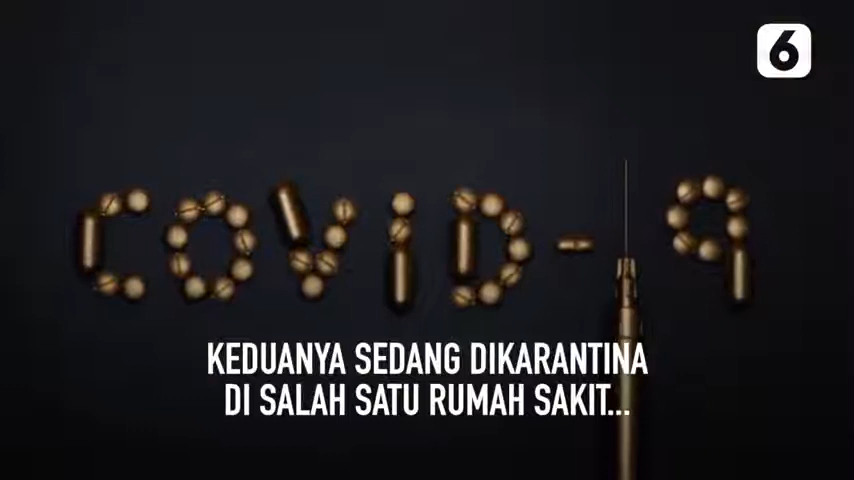 6
COVID-19
KEDUANYA SEDANG DIKARANTINA
DI SALAH SATU RUMAH SAKIT...